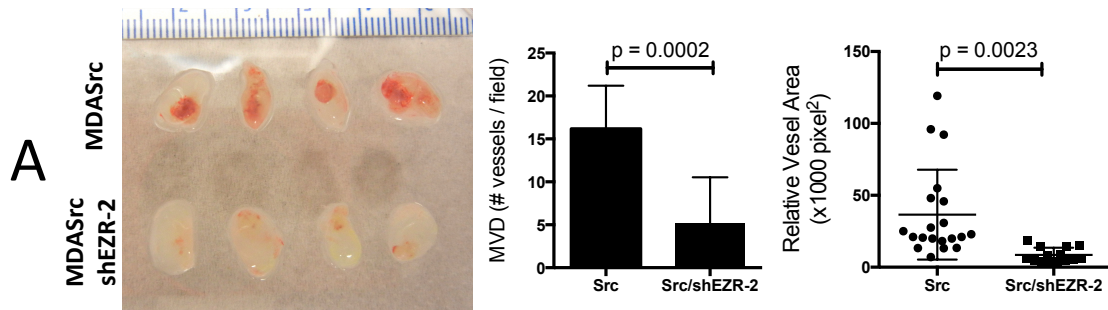 A
MDASrc
MDASrc
shEZR-2
MVD (# vessels / field)
25
20
15
10
5
0
p = 0.0002
Src
Src/shEZR-2
Relative Vessel Area
(x1000 pixel²)
150
100
50
0
p = 0.0023
Src
Src/shEZR-2